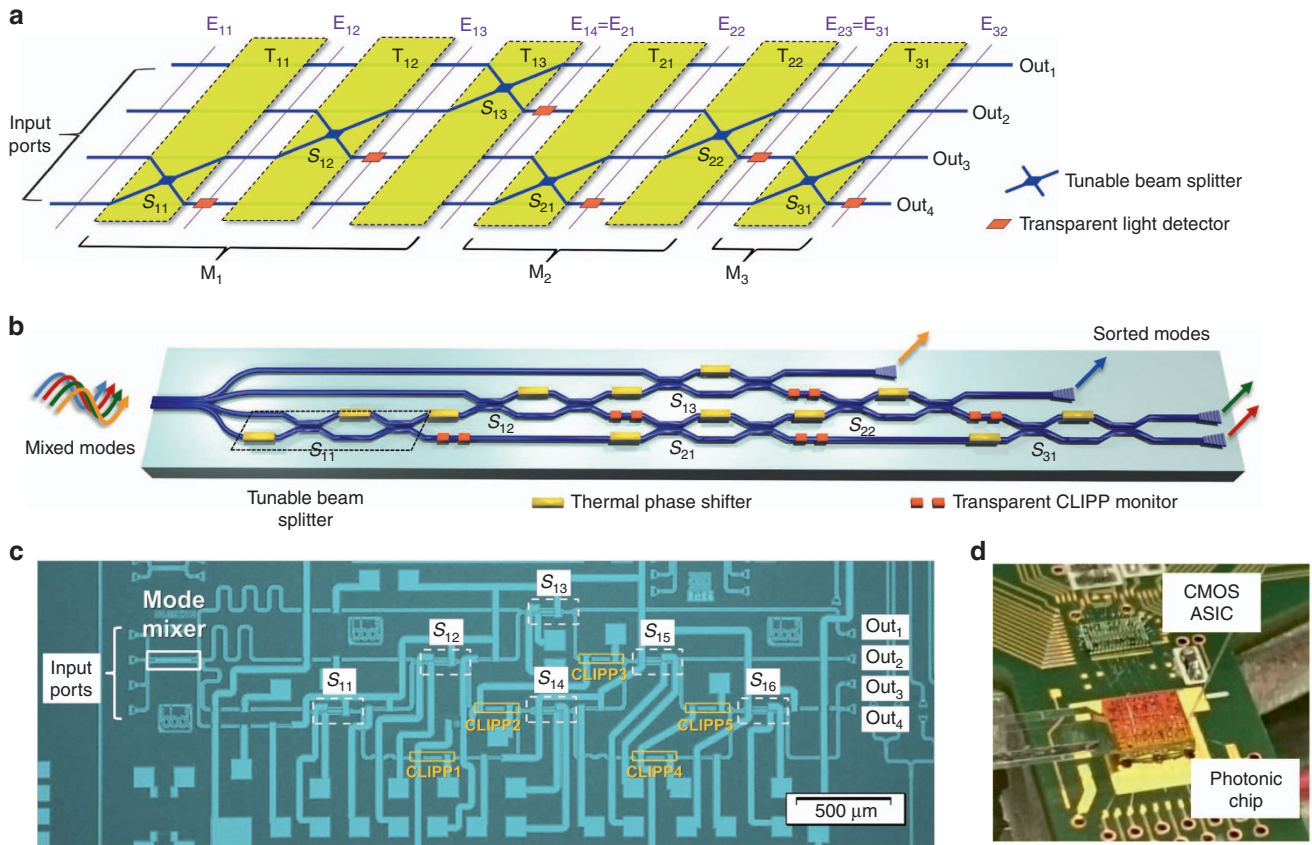 a
E11 E12 E13 E14=E21 E22 E23=E31 E32
T11 T12 T13 T21 T22 T31
Out1
Out2
Out3
Out4
Input
ports
S13
S12 S22
S11 S21 S31
M1 M2 M3
Tunable beam splitter
Transparent light detector
b
Sorted modes
Mixed modes
S13
S12 S22
S11 S21 S31
Tunable beam
splitter
Thermal phase shifter
Transparent CLIPP monitor
c
Mode
mixer
Input
ports
S13
S12 S15
S11 S14 S16
CLIPP3
CLIPP2 CLIPP5
CLIPP1 CLIPP4
Out1
Out2
Out3
Out4
500 μm
d
CMOS
ASIC
Photonic
chip